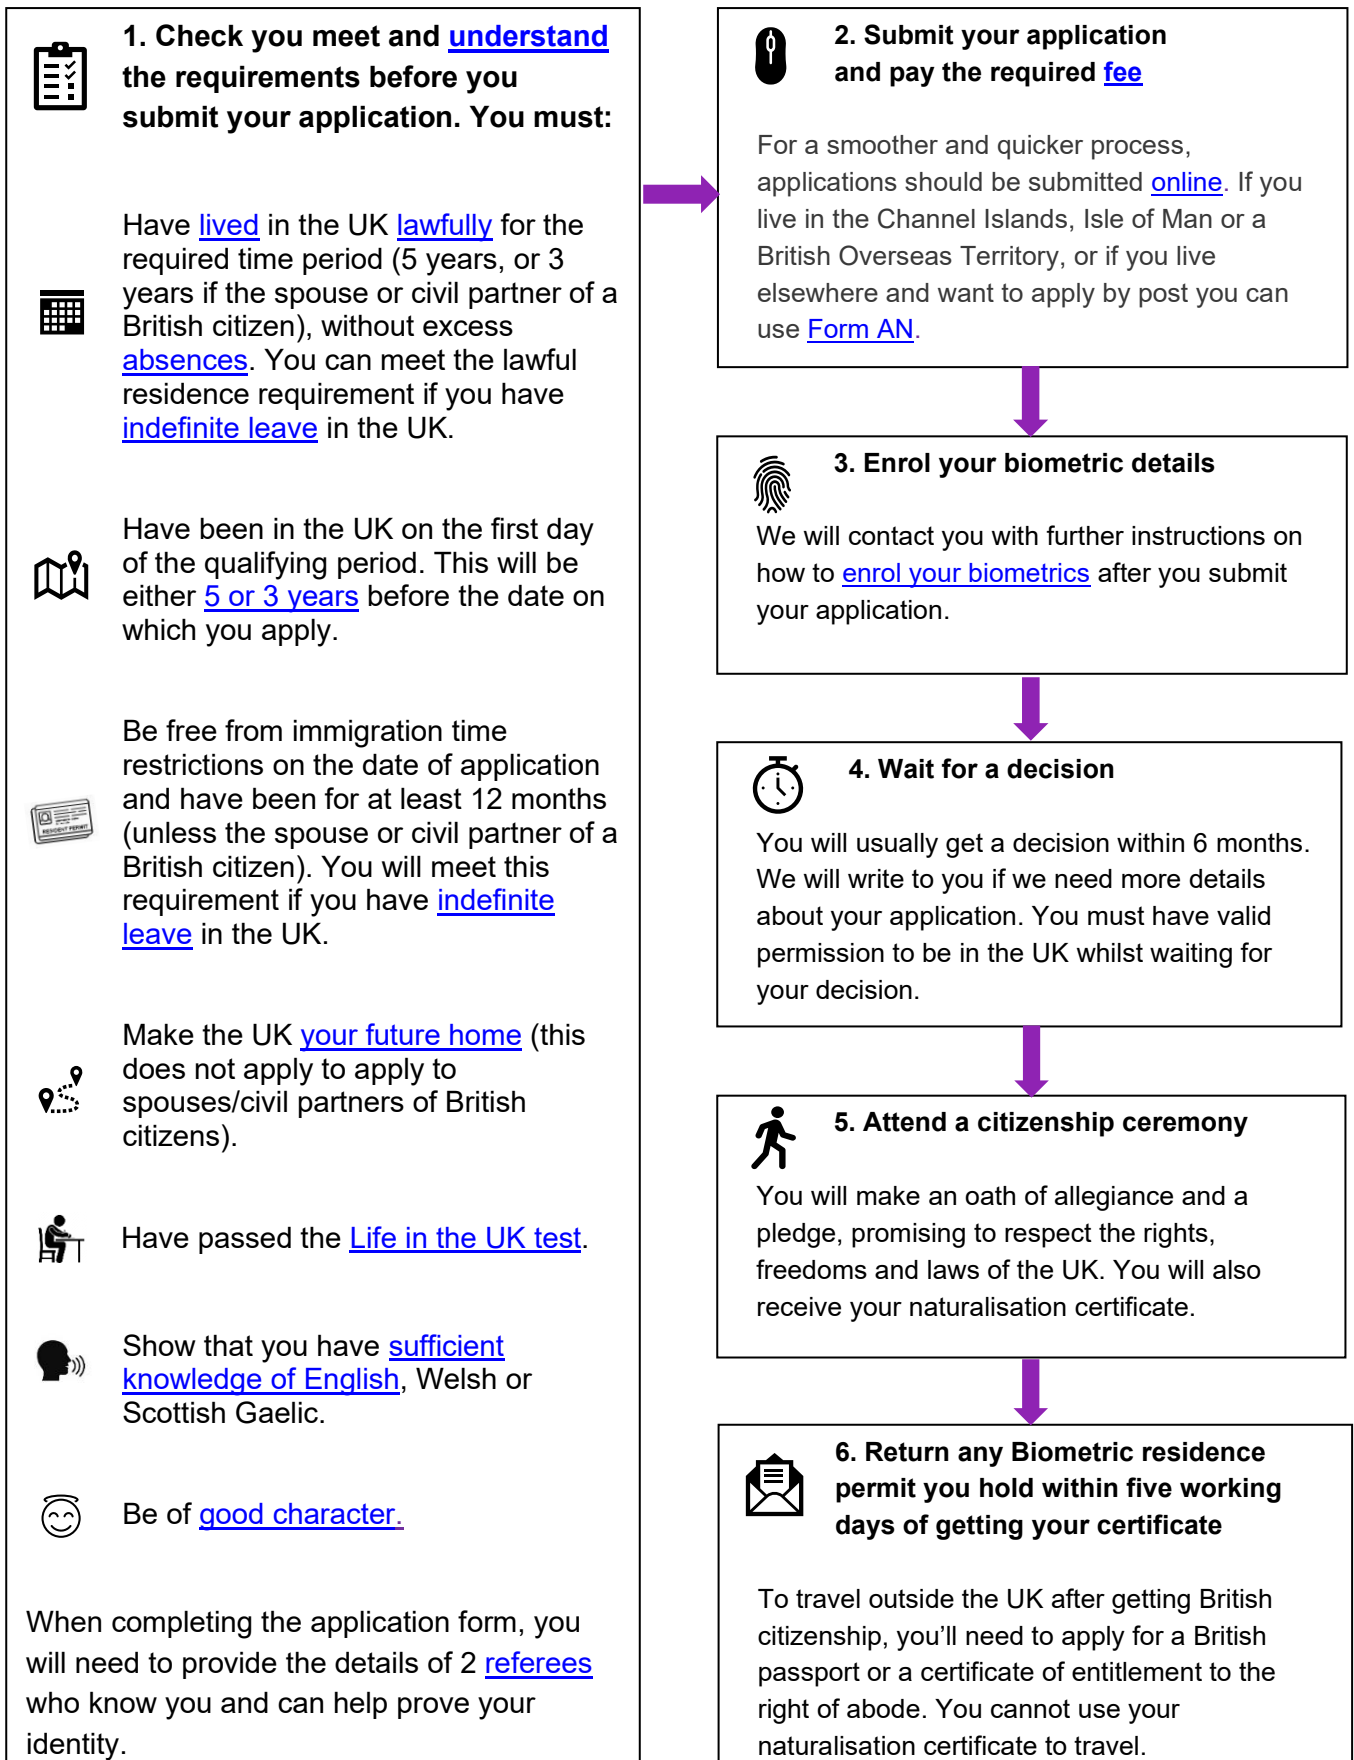 1. Check you meet and understand
the requirements before you
submit your application. You must:
Have lived in the UK lawfully for the
required time period (5 years, or 3
years if the spouse or civil partner of a
British citizen), without excess
absences. You can meet the lawful
residence requirement if you have
indefinite leave in the UK.
Have been in the UK on the first day
of the qualifying period. This will be
either 5 or 3 years before the date on
which you apply.
RESIDENT PERMIT
Be free from immigration time
restrictions on the date of application
and have been for at least 12 months
(unless the spouse or civil partner of a
British citizen). You will meet this
requirement if you have indefinite
leave in the UK.
Make the UK your future home (this
does not apply to apply to
spouses/civil partners of British
citizens).
Have passed the Life in the UK test.
Show that you have sufficient
knowledge of English, Welsh or
Scottish Gaelic.
Be of good character.
When completing the application form, you
will need to provide the details of 2 referees
who know you and can help prove your
identity.
2. Submit your application
and pay the required fee
For a smoother and quicker process,
applications should be submitted online. If you
live in the Channel Islands, Isle of Man or a
British Overseas Territory, or if you live
elsewhere and want to apply by post you can
use Form AN.
3. Enrol your biometric details
We will contact you with further instructions on
how to enrol your biometrics after you submit
your application.
4. Wait for a decision
You will usually get a decision within 6 months.
We will write to you if we need more details
about your application. You must have valid
permission to be in the UK whilst waiting for
your decision.
5. Attend a citizenship ceremony
You will make an oath of allegiance and a
pledge, promising to respect the rights,
freedoms and laws of the UK. You will also
receive your naturalisation certificate.
6. Return any Biometric residence
permit you hold within five working
days of getting your certificate
To travel outside the UK after getting British
citizenship, you’ll need to apply for a British
passport or a certificate of entitlement to the
right of abode. You cannot use your
naturalisation certificate to travel.